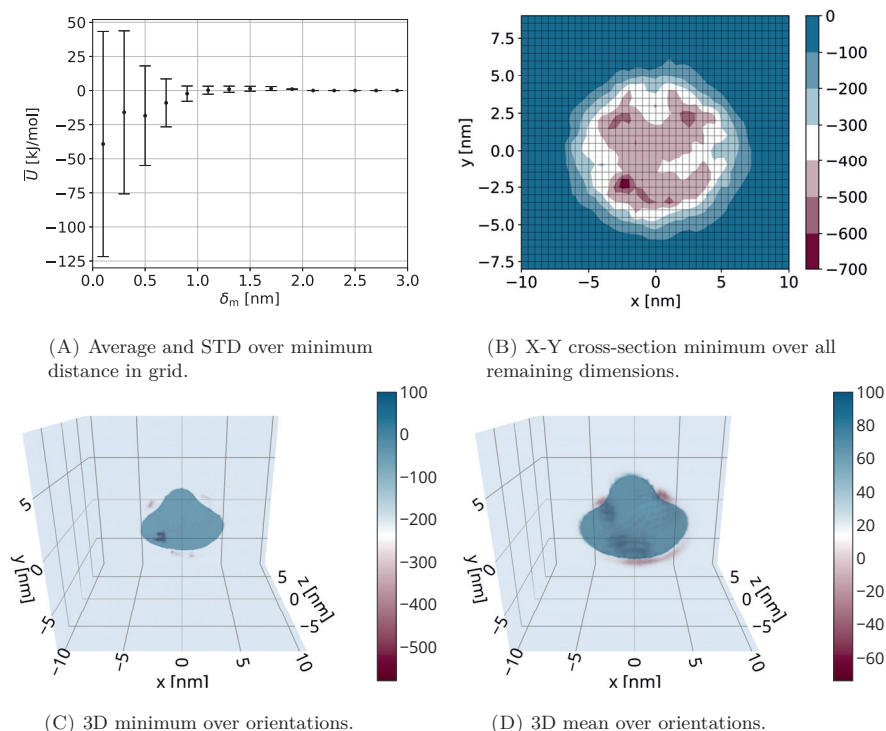 50
25
0
−25
−50
−75
−100
−125
U [kJ/mol]
0.0 0.5 1.0 1.5 2.0 2.5 3.0
δm [nm]
7.5
5.0
2.5
0.0
−2.5
−5.0
−7.5
y [nm]
−10 −5 0 5 10
x [nm]
0
−100
−200
−300
−400
−500
−600
−700
(A) Average and STD over minimum
distance in grid.
(B) X-Y cross-section minimum over all
remaining dimensions.
5
0
−5
y [nm]
−10 −5 0 5 10
x [nm]
5
0
−5
z [nm]
100
0
−100
−200
−300
−400
−500
5
0
−5
y [nm]
−10 −5 0 5 10
x [nm]
5
0
−5
z [nm]
100
80
60
40
20
0
−20
−40
−60
(C) 3D minimum over orientations.
(D) 3D mean over orientations.